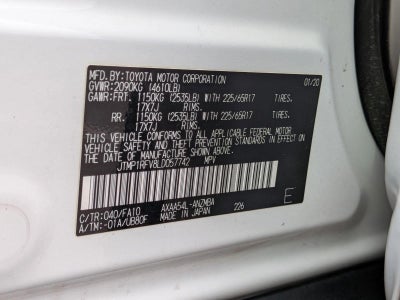 MFD. BY: TOYOTA MOTOR CORPORATION 01/20
GVWR: 2090KG (4610LB)
GAWR: FRT. 1150KG (2535LB) WITH 225/65R17 TIRES.
17X7J RIMS.
RR. 1150KG (2535LB) WITH 225/65R17 TIRES.
17X7J RIMS.
THIS VEHICLE CONFORMS TO ALL APPLICABLE FEDERAL MOTOR
VEHICLE SAFETY AND THEFT PREVENTION STANDARDS IN EFFECT
ON THE DATE OF MANUFACTURE SHOWN ABOVE.
JTMP1RFV8LD057742 MPV
C/TR: 040/FA10 AXAA54L-ANZMBA 226 E
A/TM: -01A/UB80F MADE IN JAPAN